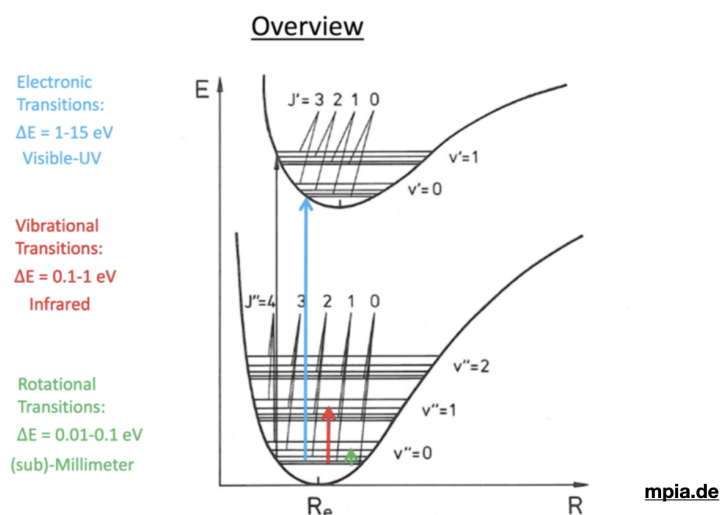 Overview
Electronic
Transitions:
ΔE = 1-15 eV
Visible-UV
Vibrational
Transitions:
ΔE = 0.1-1 eV
Infrared
Rotational
Transitions:
ΔE = 0.01-0.1 eV
(sub)-Millimeter
E
J'= 3 2 1 0
v'=1
v'=0
J''=4 3 2 1 0
v''=2
v''=1
v''=0
Re
R
mpia.de